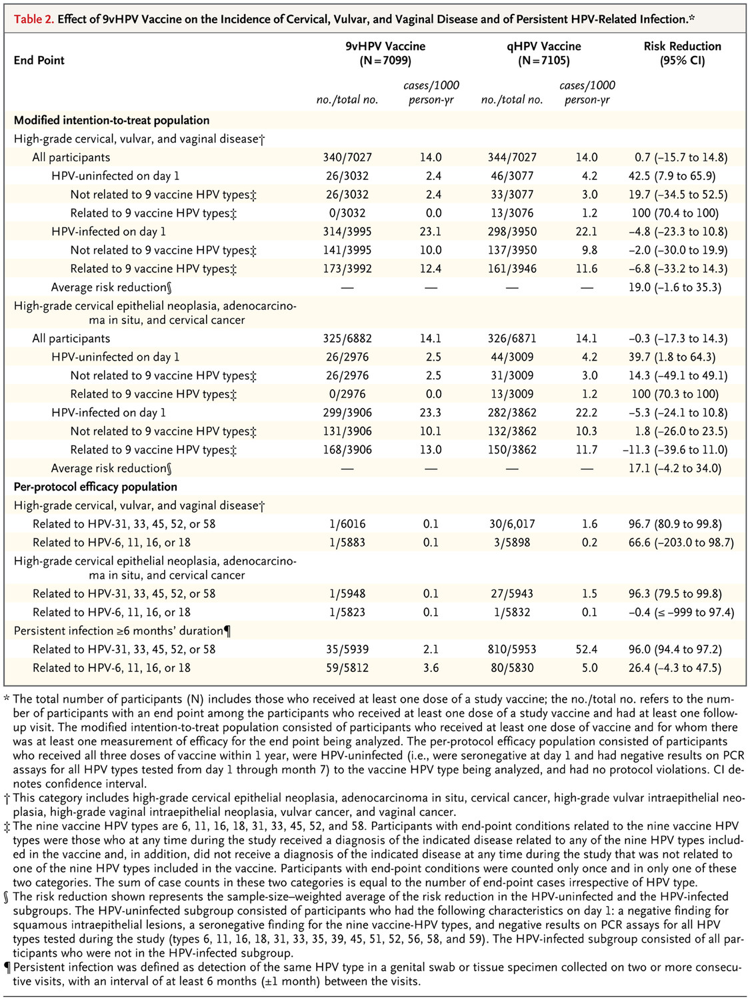 Table 2. Effect of 9vHPV Vaccine on the Incidence of Cervical, Vulvar, and Vaginal Disease and of Persistent HPV-Related Infection.*
End Point 9vHPV Vaccine (N=7099) qHPV Vaccine (N=7105) Risk Reduction (95% CI)
no./total no. cases/1000 person-yr no./total no. cases/1000 person-yr
Modified intention-to-treat population
High-grade cervical, vulvar, and vaginal disease†
All participants 340/7027 14.0 344/7027 14.0 0.7 (–15.7 to 14.8)
HPV-uninfected on day 1 26/3032 2.4 46/3077 4.2 42.5 (7.9 to 65.9)
Not related to 9 vaccine HPV types‡ 26/3032 2.4 33/3077 3.0 19.7 (–34.5 to 52.5)
Related to 9 vaccine HPV types‡ 0/3032 0.0 13/3076 1.2 100 (70.4 to 100)
HPV-infected on day 1 314/3995 23.1 298/3950 22.1 –4.8 (–23.3 to 10.8)
Not related to 9 vaccine HPV types‡ 141/3995 10.0 137/3950 9.8 –2.0 (–30.0 to 19.9)
Related to 9 vaccine HPV types‡ 173/3992 12.4 161/3946 11.6 –6.8 (–33.2 to 14.3)
Average risk reduction§ — — — — 19.0 (–1.6 to 35.3)
High-grade cervical epithelial neoplasia, adenocarcino-
ma in situ, and cervical cancer
All participants 325/6882 14.1 326/6871 14.1 –0.3 (–17.3 to 14.3)
HPV-uninfected on day 1 26/2976 2.5 44/3009 4.2 39.7 (1.8 to 64.3)
Not related to 9 vaccine HPV types‡ 26/2976 2.5 31/3009 3.0 14.3 (–49.1 to 49.1)
Related to 9 vaccine HPV types‡ 0/2976 0.0 13/3009 1.2 100 (70.3 to 100)
HPV-infected on day 1 299/3906 23.3 282/3862 22.2 –5.3 (–24.1 to 10.8)
Not related to 9 vaccine HPV types‡ 131/3906 10.1 132/3862 10.3 1.8 (–26.0 to 23.5)
Related to 9 vaccine HPV types‡ 168/3906 13.0 150/3862 11.7 –11.3 (–39.6 to 11.0)
Average risk reduction§ — — — — 17.1 (–4.2 to 34.0)
Per-protocol efficacy population
High-grade cervical, vulvar, and vaginal disease†
Related to HPV-31, 33, 45, 52, or 58 1/6016 0.1 30/6,017 1.6 96.7 (80.9 to 99.8)
Related to HPV-6, 11, 16, or 18 1/5883 0.1 3/5898 0.2 66.6 (–203.0 to 98.7)
High-grade cervical epithelial neoplasia, adenocarcino-
ma in situ, and cervical cancer
Related to HPV-31, 33, 45, 52, or 58 1/5948 0.1 27/5943 1.5 96.3 (79.5 to 99.8)
Related to HPV-6, 11, 16, or 18 1/5823 0.1 1/5832 0.1 –0.4 (≤ –999 to 97.4)
Persistent infection ≥6 months’ duration¶
Related to HPV-31, 33, 45, 52, or 58 35/5939 2.1 810/5953 52.4 96.0 (94.4 to 97.2)
Related to HPV-6, 11, 16, or 18 59/5812 3.6 80/5830 5.0 26.4 (–4.3 to 47.5)
* The total number of participants (N) includes those who received at least one dose of a study vaccine; the no./total no. refers to the num-
ber of participants with an end point among the participants who received at least one dose of a study vaccine and had at least one follow-
up visit. The modified intention-to-treat population consisted of participants who received at least one dose of vaccine and for whom there
was at least one measurement of efficacy for the end point being analyzed. The per-protocol efficacy population consisted of participants
who received all three doses of vaccine within 1 year, were HPV-uninfected (i.e., were seronegative at day 1 and had negative results on PCR
assays for all HPV types tested from day 1 through month 7) to the vaccine HPV type being analyzed, and had no protocol violations. CI de-
notes confidence interval.
† This category includes high-grade cervical epithelial neoplasia, adenocarcinoma in situ, cervical cancer, high-grade vulvar intraepithelial neo-
plasia, high-grade vaginal intraepithelial neoplasia, vulvar cancer, and vaginal cancer.
‡ The nine vaccine HPV types are 6, 11, 16, 18, 31, 33, 45, 52, and 58. Participants with end-point conditions related to the nine vaccine HPV
types were those who at any time during the study received a diagnosis of the indicated disease related to any of the nine HPV types includ-
ed in the vaccine and, in addition, did not receive a diagnosis of the indicated disease at any time during the study that was not related to
one of the nine HPV types included in the vaccine. Participants with end-point conditions were counted only once and in only one of these
two categories. The sum of case counts in these two categories is equal to the number of end-point cases irrespective of HPV type.
§ The risk reduction shown represents the sample-size–weighted average of the risk reduction in the HPV-uninfected and the HPV-infected
subgroups. The HPV-uninfected subgroup consisted of participants who had the following characteristics on day 1: a negative finding for
squamous intraepithelial lesions, a seronegative finding for the nine vaccine-HPV types, and negative results on PCR assays for all HPV
types tested during the study (types 6, 11, 16, 18, 31, 33, 35, 39, 45, 51, 52, 56, 58, and 59). The HPV-infected subgroup consisted of all par-
ticipants who were not in the HPV-infected subgroup.
¶ Persistent infection was defined as detection of the same HPV type in a genital swab or tissue specimen collected on two or more consecu-
tive visits, with an interval of at least 6 months (±1 month) between the visits.